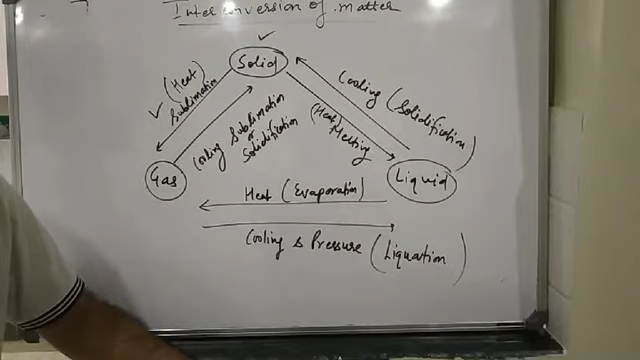 Inter conversion of matter
Solid
(Heat)
Sublimation
Cooling Sublimation
or
Solidification
Cooling (Solidification)
(Heat)
Melting
Gas
Liquid
Heat (Evaporation)
Cooling & Pressure (Liquation)